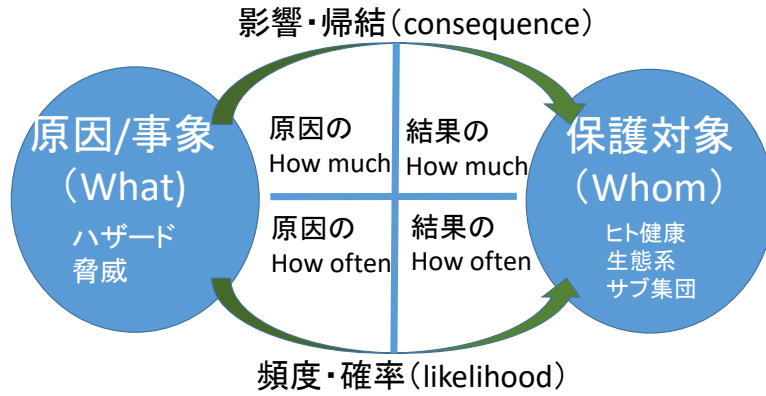 影響・帰結(consequence)
原因/事象
(What)
ハザード
脅威
原因の
How much
結果の
How much
原因の
How often
結果の
How often
保護対象
(Whom)
ヒト健康
生態系
サブ集団
頻度・確率(likelihood)